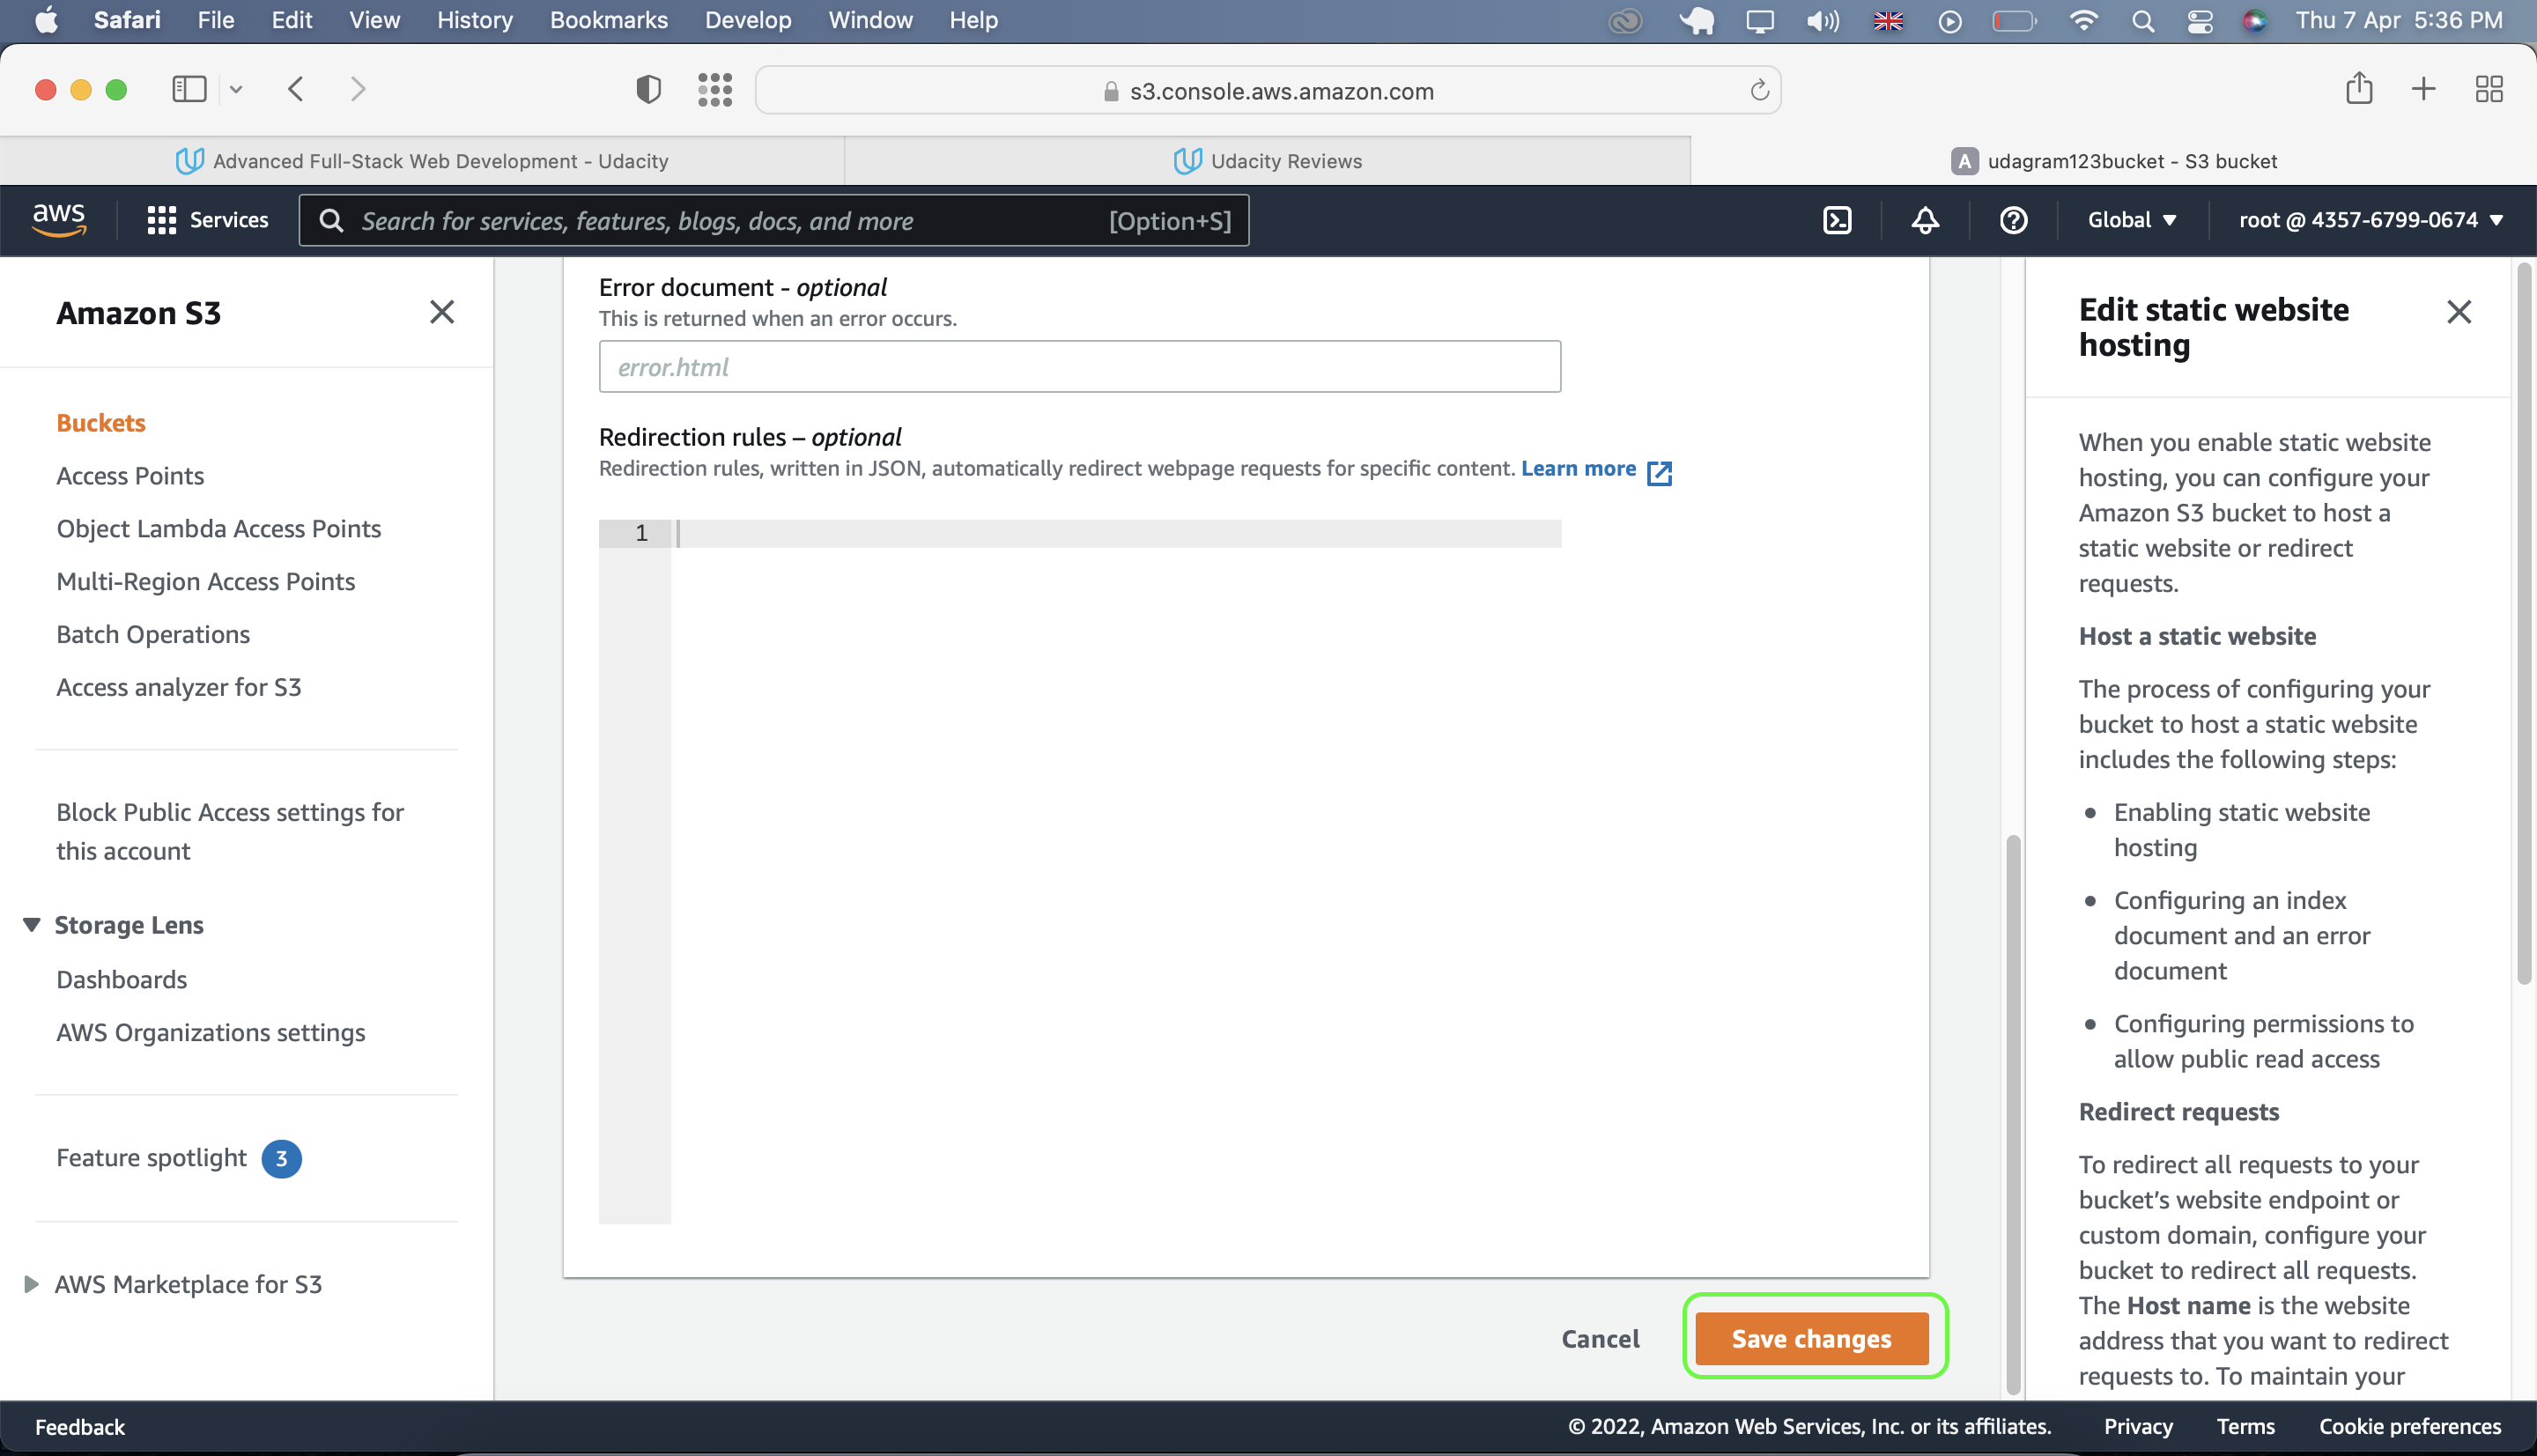 Safari File Edit View History Bookmarks Develop Window Help Thu 7 Apr 5:36 PM
s3.console.aws.amazon.com
Advanced Full-Stack Web Development - Udacity
Udacity Reviews
A udagram123bucket - S3 bucket
aws Services Search for services, features, blogs, docs, and more [Option+S] Global root @ 4357-6799-0674
Amazon S3
Buckets
Access Points
Object Lambda Access Points
Multi-Region Access Points
Batch Operations
Access analyzer for S3
Block Public Access settings for
this account
Storage Lens
Dashboards
AWS Organizations settings
Feature spotlight 3
AWS Marketplace for S3
Error document - optional
This is returned when an error occurs.
error.html
Redirection rules – optional
Redirection rules, written in JSON, automatically redirect webpage requests for specific content. Learn more
1
Cancel
Save changes
Edit static website
hosting
When you enable static website
hosting, you can configure your
Amazon S3 bucket to host a
static website or redirect
requests.
Host a static website
The process of configuring your
bucket to host a static website
includes the following steps:
• Enabling static website
hosting
• Configuring an index
document and an error
document
• Configuring permissions to
allow public read access
Redirect requests
To redirect all requests to your
bucket’s website endpoint or
custom domain, configure your
bucket to redirect all requests.
The Host name is the website
address that you want to redirect
requests to. To maintain your
Feedback
© 2022, Amazon Web Services, Inc. or its affiliates. Privacy Terms Cookie preferences